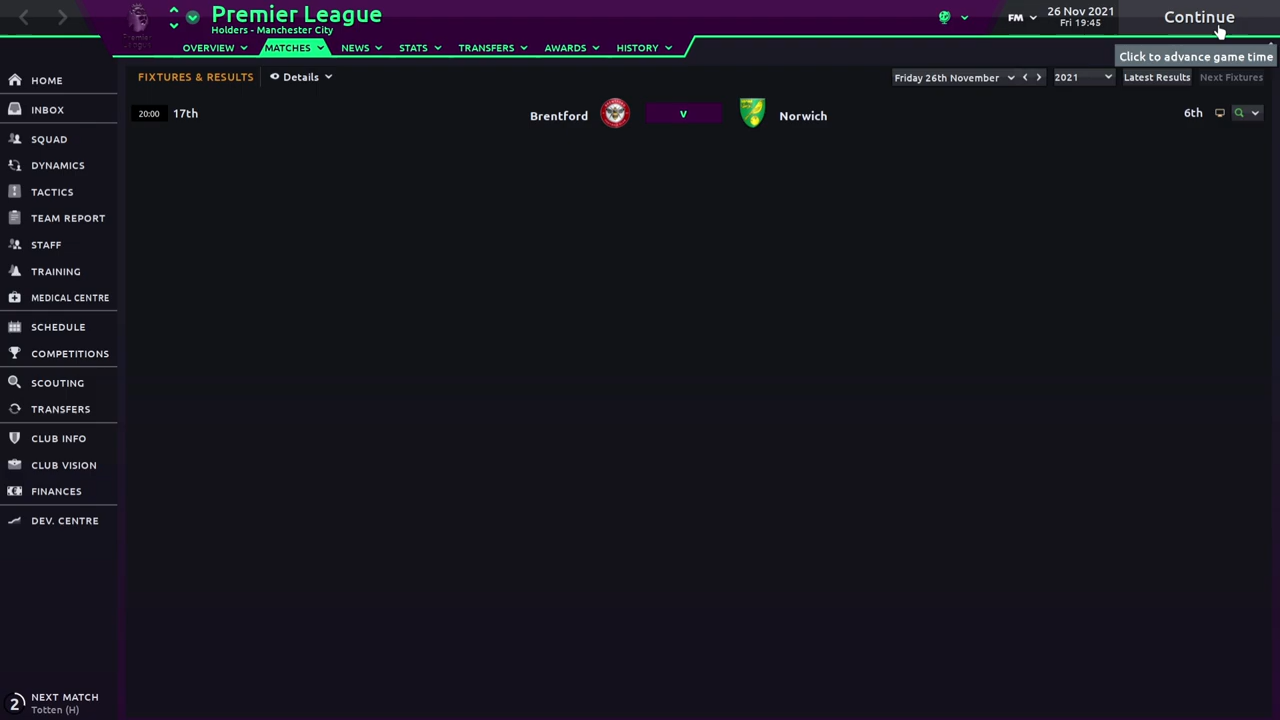 Premier League
Holders - Manchester City
FM
26 Nov 2021
Fri 19:45
Continue
Click to advance game time
OVERVIEW
MATCHES
NEWS
STATS
TRANSFERS
AWARDS
HISTORY
FIXTURES & RESULTS
Details
Friday 26th November
2021
Latest Results
Next Fixtures
20:00 17th Brentford v Norwich 6th
HOME
INBOX
SQUAD
DYNAMICS
TACTICS
TEAM REPORT
STAFF
TRAINING
MEDICAL CENTRE
SCHEDULE
COMPETITIONS
SCOUTING
TRANSFERS
CLUB INFO
CLUB VISION
FINANCES
DEV. CENTRE
2 NEXT MATCH
Totten (H)